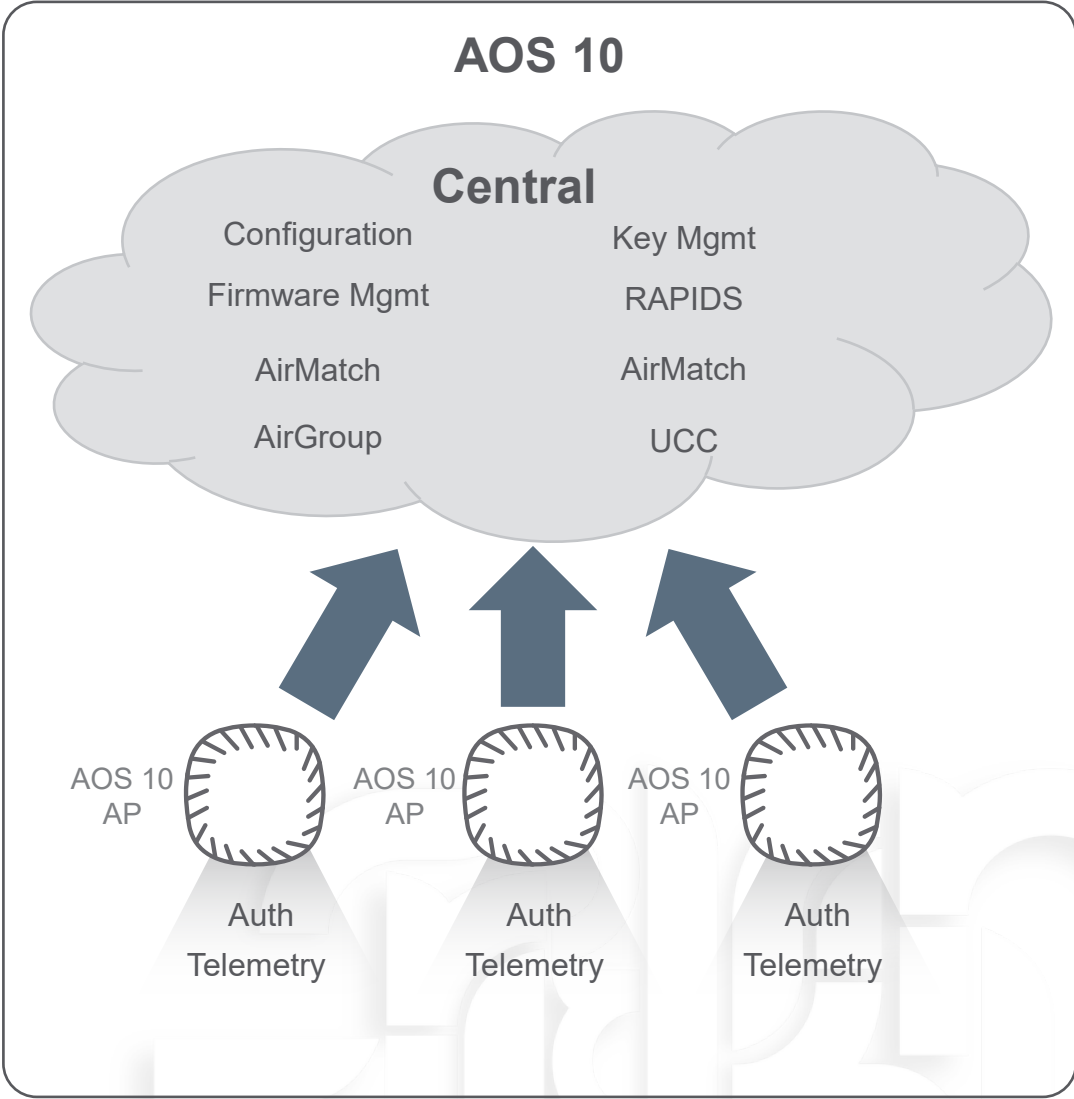 AOS 10
Central
Configuration
Key Mgmt
Firmware Mgmt
RAPIDS
AirMatch
AirMatch
AirGroup
UCC
AOS 10
AP
AOS 10
AP
AOS 10
AP
Auth
Telemetry
Auth
Telemetry
Auth
Telemetry